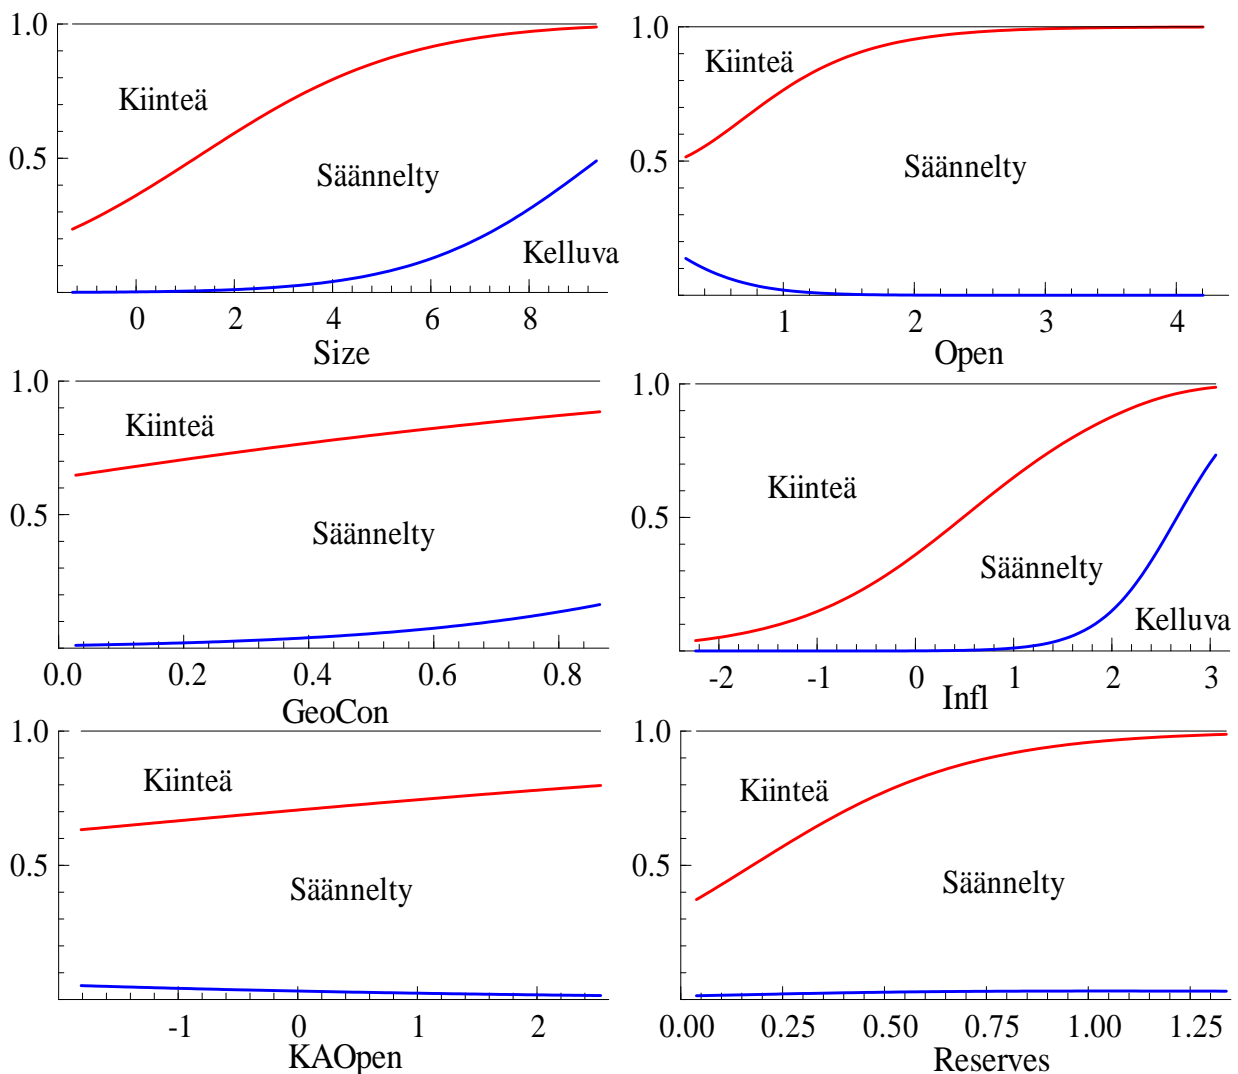 1.0
Kiinteä
0.5
Säännelty
Kelluva
0 2 4 6 8
Size
1.0
Kiinteä
0.5
Säännelty
1 2 3 4
Open
1.0
Kiinteä
0.5
Säännelty
0.0 0.2 0.4 0.6 0.8
GeoCon
1.0
Kiinteä
0.5
Säännelty
Kelluva
-2 -1 0 1 2 3
Infl
1.0
Kiinteä
0.5
Säännelty
-1 0 1 2
KAOpen
1.0
Kiinteä
0.5
Säännelty
0.00 0.25 0.50 0.75 1.00 1.25
Reserves